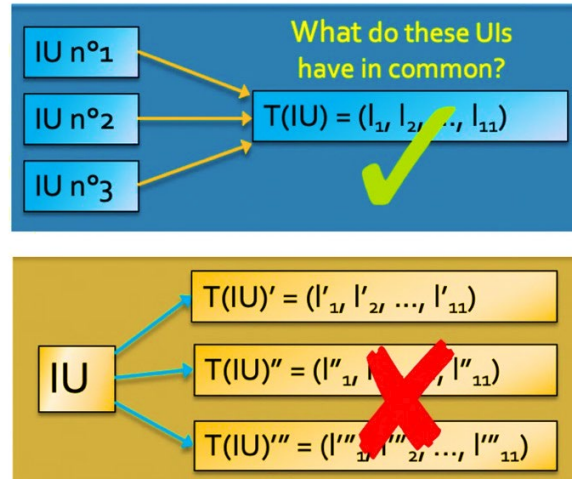 What do these UIs
have in common?
IU n°1
IU n°2
IU n°3
T(IU) = (l₁, l₂, ..., l₁₁)
IU
T(IU)' = (l'₁, l'₂, ..., l'₁₁)
T(IU)" = (l"₁, l"₁₁)
T(IU)'" = (l'"₁, l'"₂, ..., l'"₁₁)